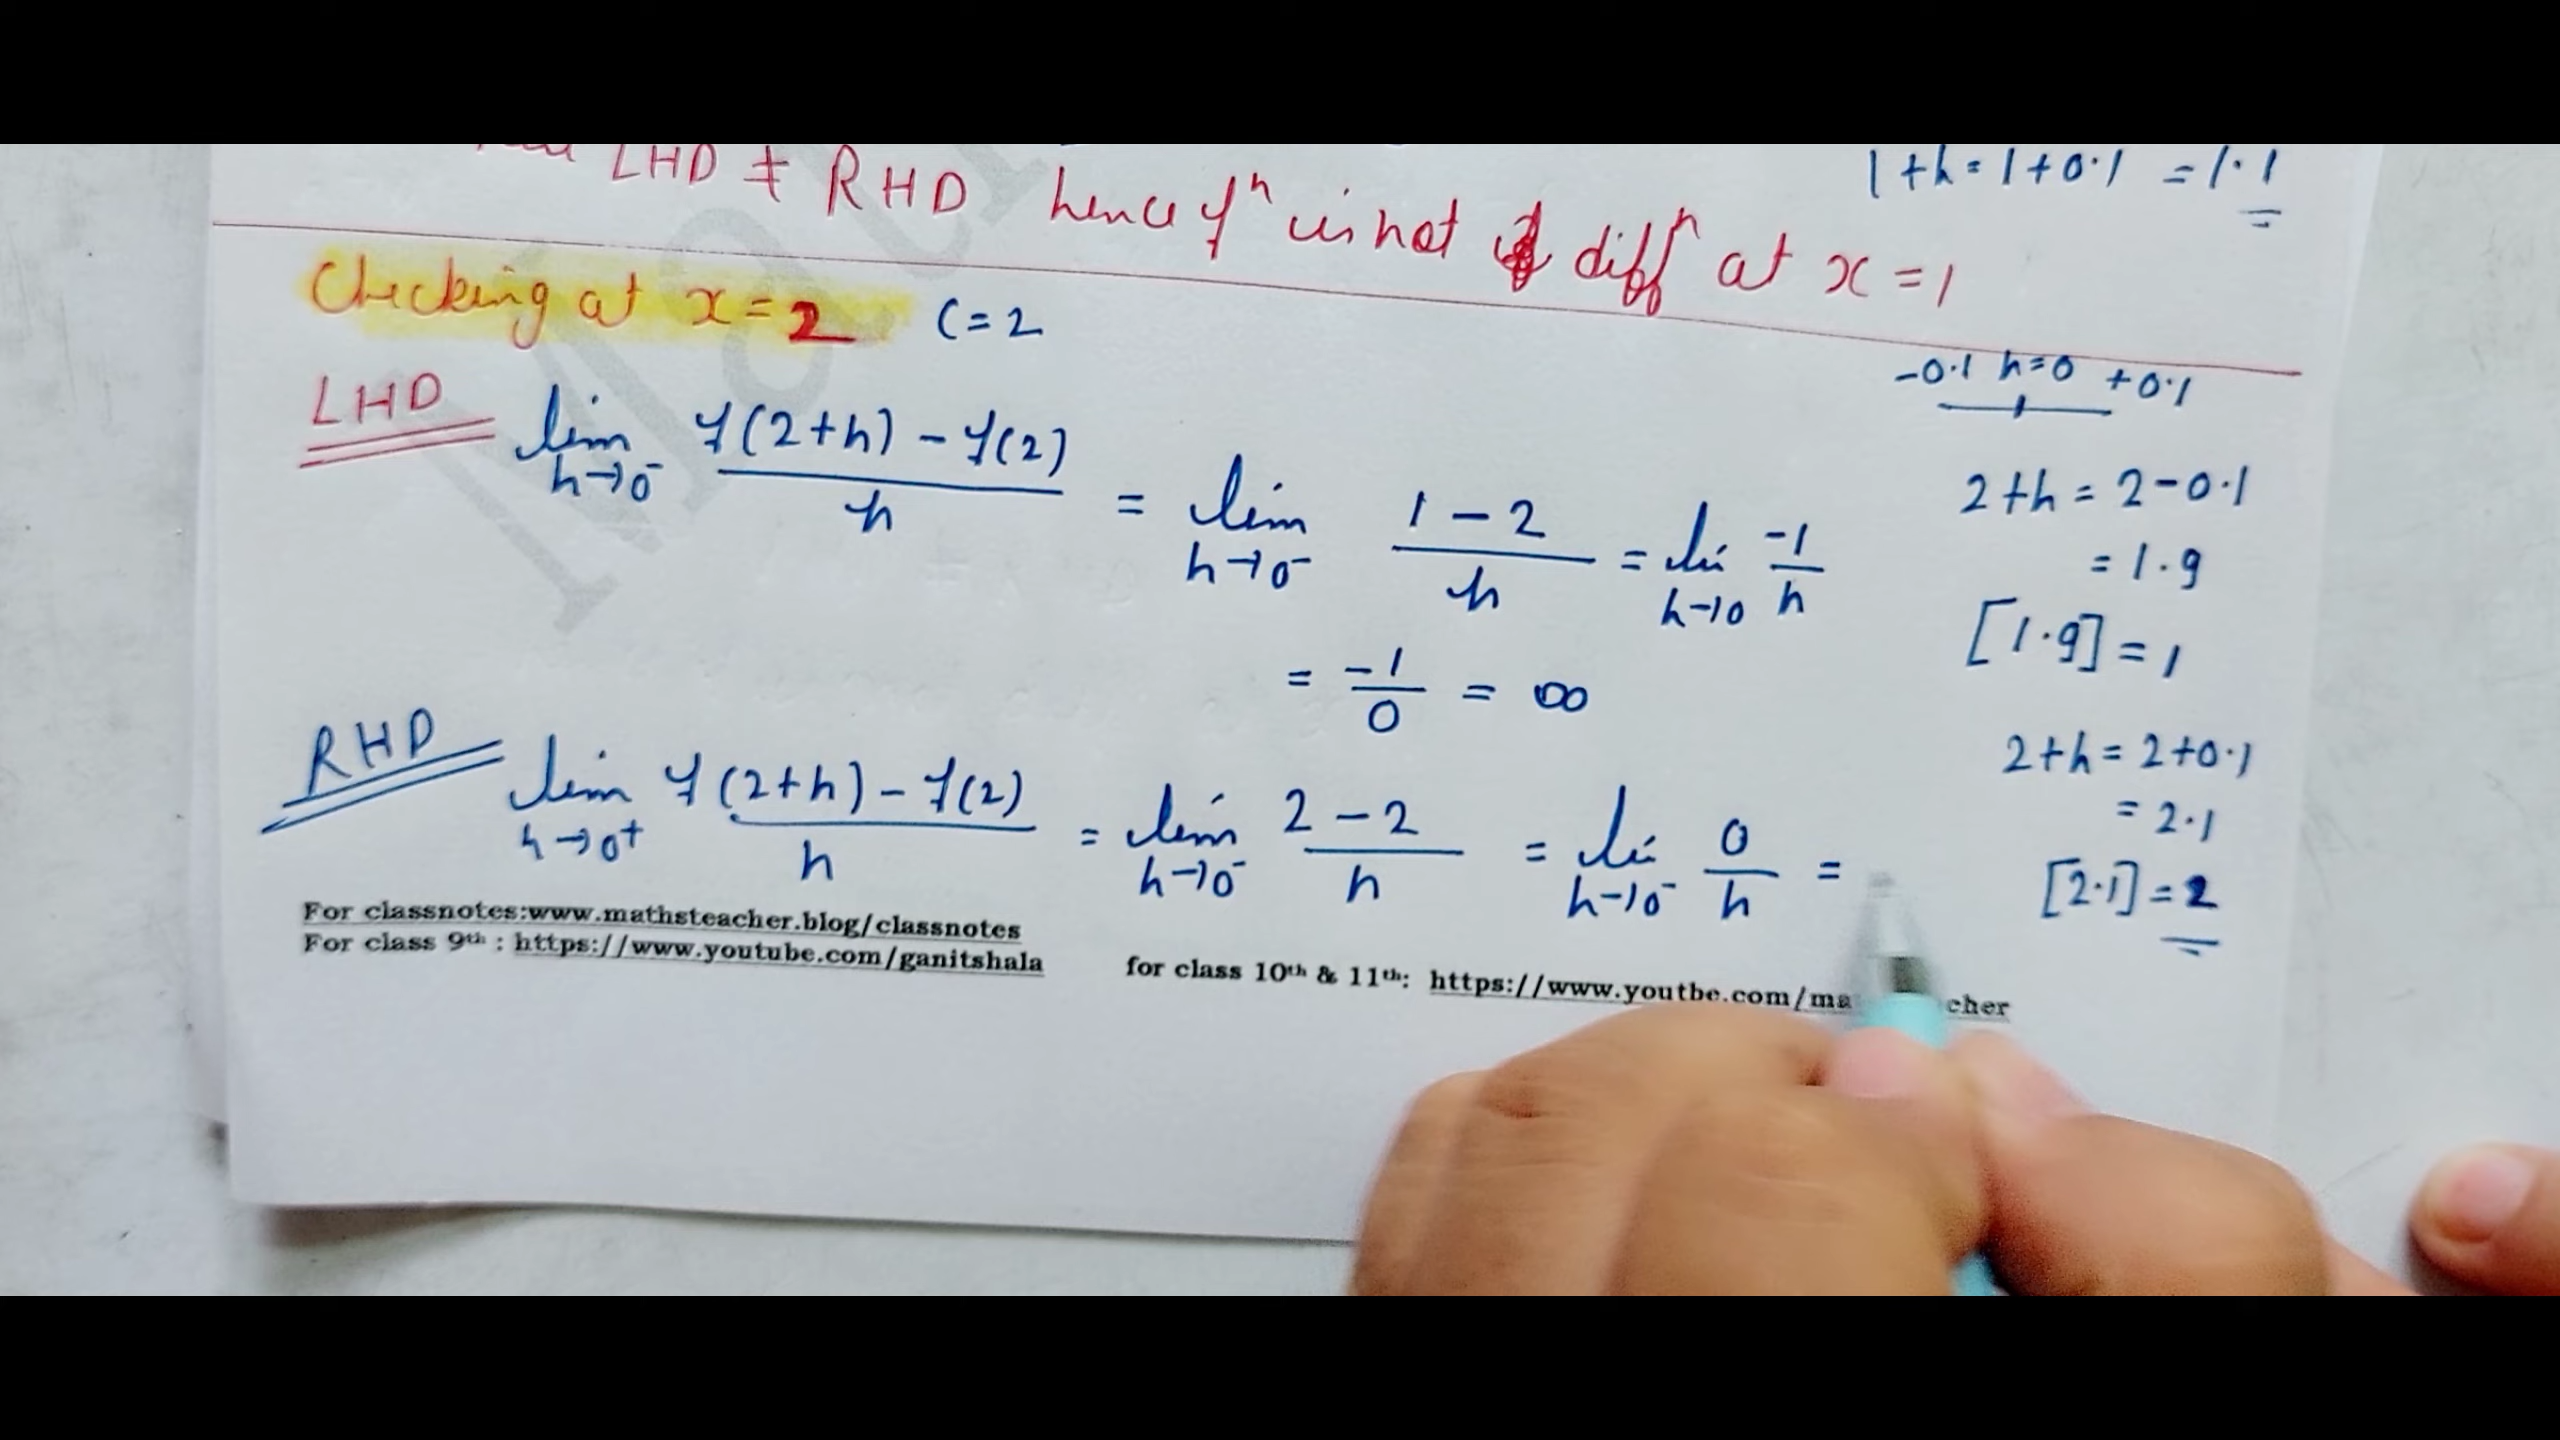 LHD ≠ RHD hence fⁿ is not diffⁿ at x = 1
1 + h = 1 + 0.1 = 1.1
Checking at x = 2 C = 2
LHD lim h→0⁻ f(2+h) - f(2) / h = lim h→0⁻ 1 - 2 / h = li h→0 -1 / h
= -1 / 0 = ∞
RHD lim h→0⁺ f(2+h) - f(2) / h = lim h→0⁻ 2 - 2 / h = li h→0⁻ 0 / h =
-0.1 h=0 +0.1
2 + h = 2 - 0.1
= 1.9
[1.9] = 1
2 + h = 2 + 0.1
= 2.1
[2.1] = 2
For classnotes:www.mathsteacher.blog/classnotes
For class 9th : https://www.youtube.com/ganitshala
for class 10th & 11th: https://www.youtbe.com/ma cher